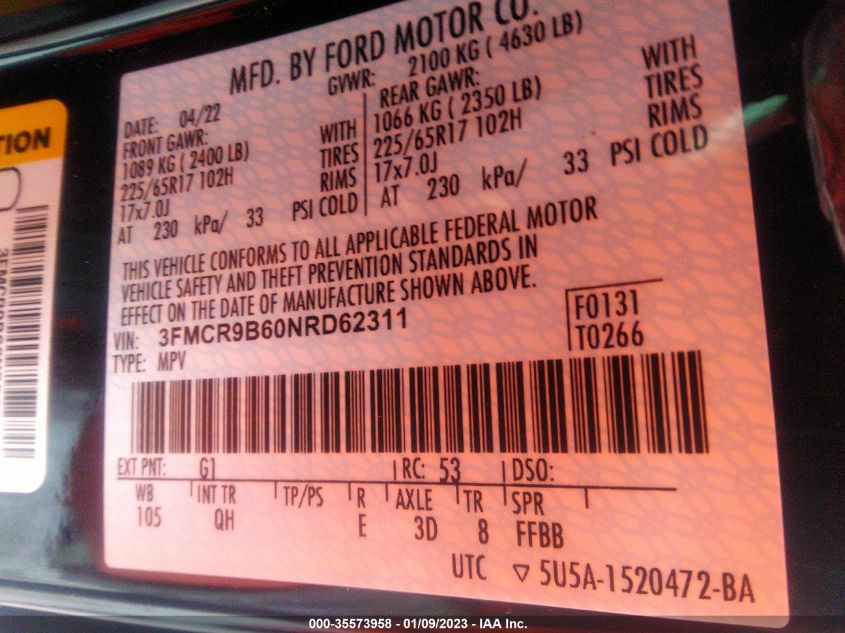 MFD. BY FORD MOTOR CO.
DATE: 04/22 GVWR: 2100 KG ( 4630 LB)
FRONT GAWR: WITH REAR GAWR: WITH
1089 KG ( 2400 LB) TIRES 1066 KG ( 2350 LB) TIRES
225/65R17 102H RIMS 225/65R17 102H RIMS
17x7.0J 17x7.0J
AT 230 kPa/ 33 PSI COLD AT 230 kPa/ 33 PSI COLD
THIS VEHICLE CONFORMS TO ALL APPLICABLE FEDERAL MOTOR
VEHICLE SAFETY AND THEFT PREVENTION STANDARDS IN
EFFECT ON THE DATE OF MANUFACTURE SHOWN ABOVE.
VIN: 3FMCR9B60NRD62311 F0131
TYPE: MPV T0266
EXT PNT: G1 RC: 53 DSO:
WB INT TR TP/PS R AXLE TR SPR
105 QH E 3D 8 FFBB
UTC ▽ 5U5A-1520472-BA
TION
000-35573958 - 01/09/2023 - IAA Inc.